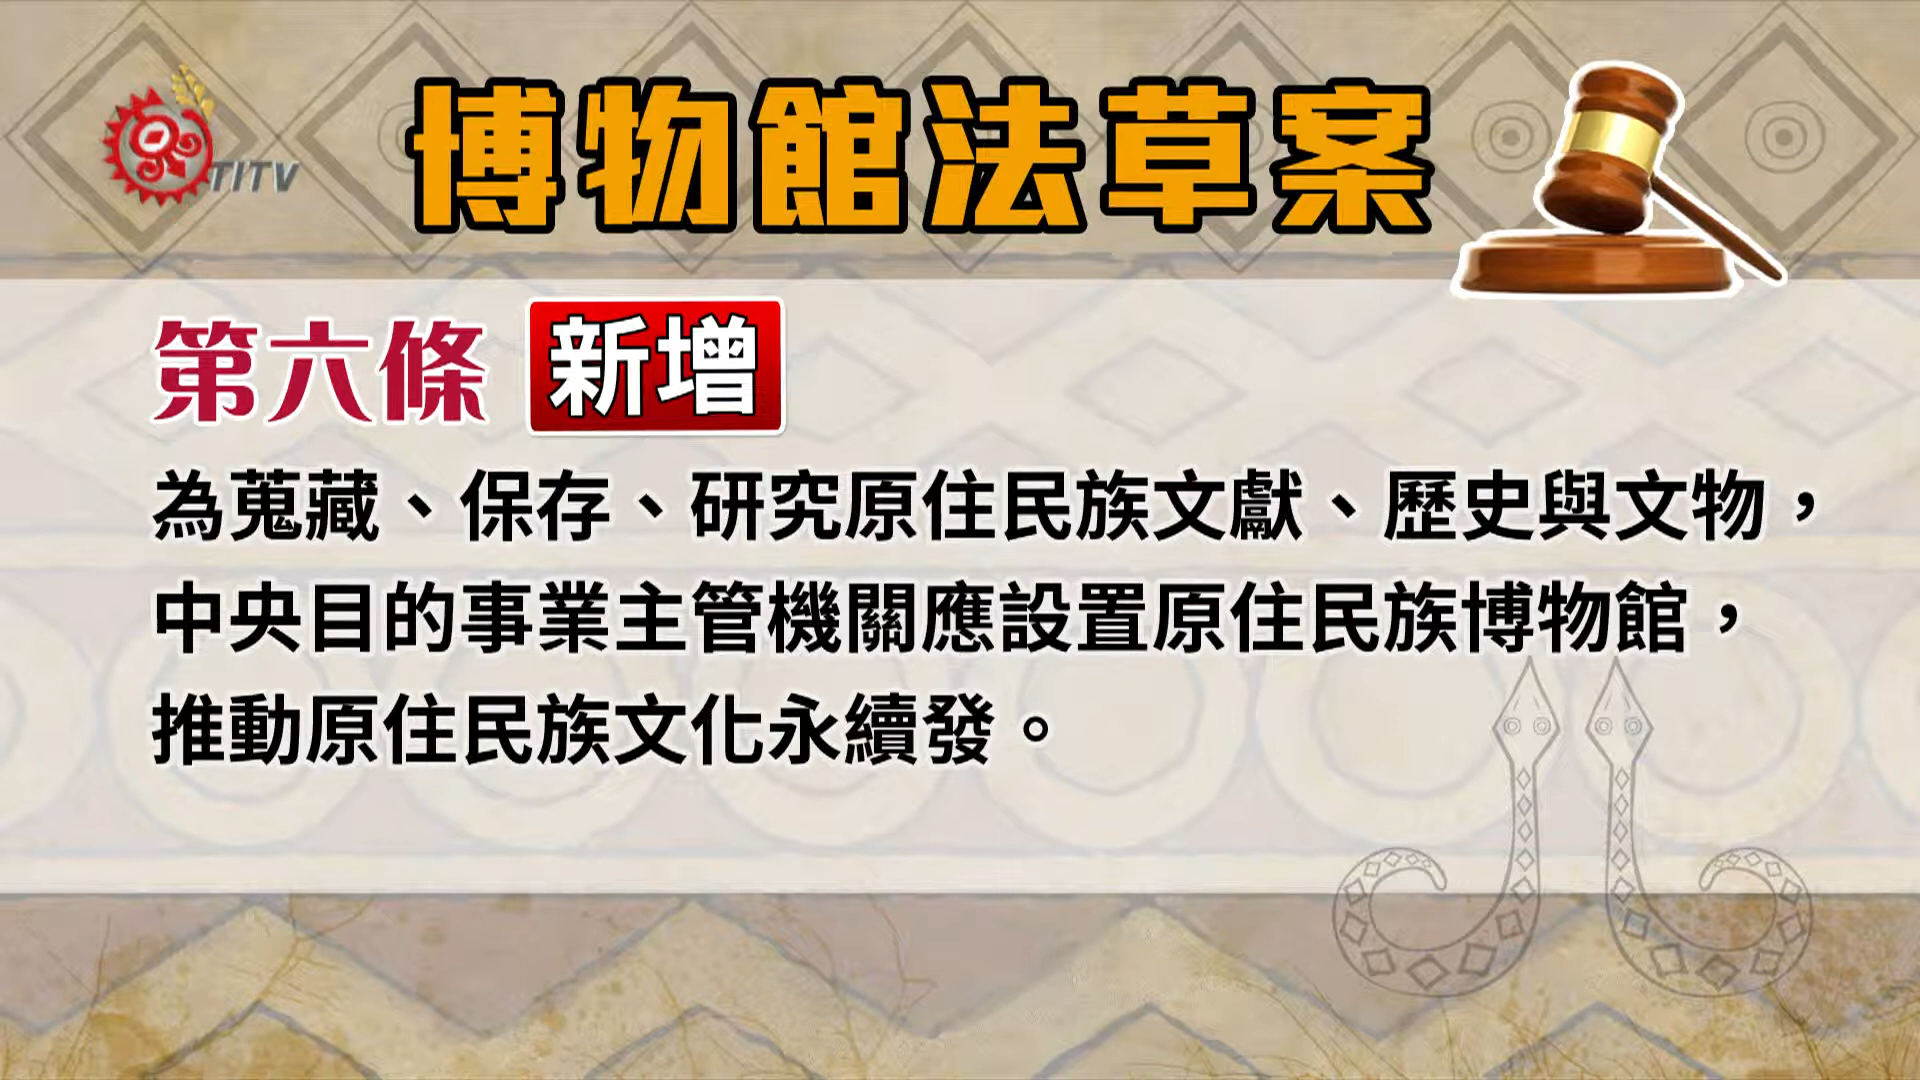 TITV
博物館法草案
第六條 新增
為蒐藏、保存、研究原住民族文獻、歷史與文物，
中央目的事業主管機關應設置原住民族博物館，
推動原住民族文化永續發。